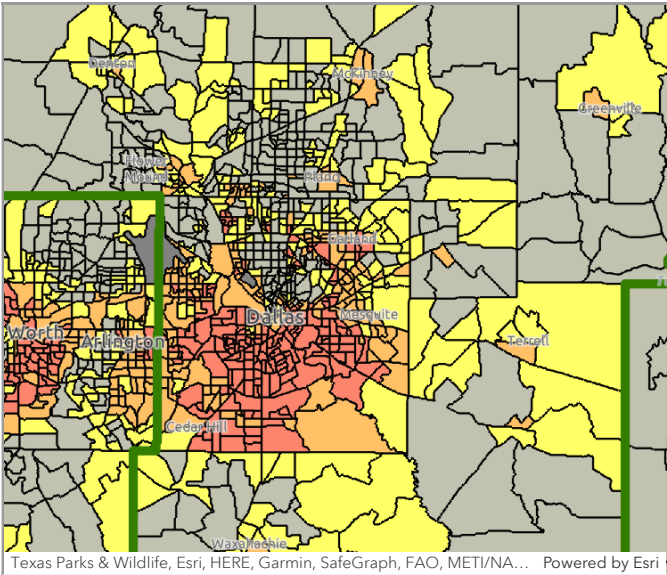 Denton
McKinney
Greenville
Flower
Mound
Plano
Garland
Dallas
Mesquite
Worth
Arlington
Terrell
Cedar Hill
Waxahachie
Texas Parks & Wildlife, Esri, HERE, Garmin, SafeGraph, FAO, METI/NA... Powered by Esri